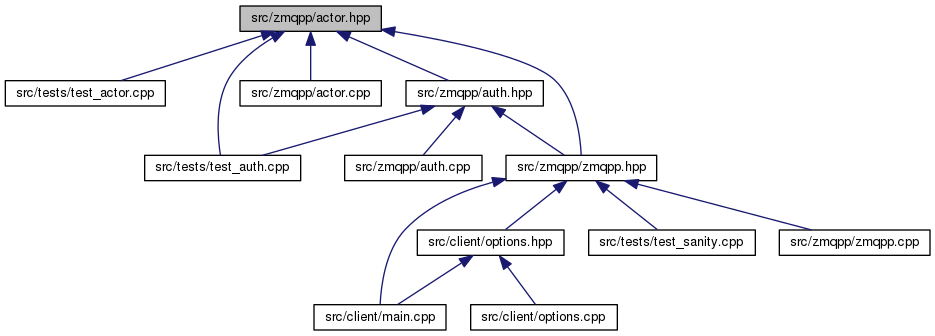 src/zmqpp/actor.hpp
src/tests/test_actor.cpp
src/zmqpp/actor.cpp
src/zmqpp/auth.hpp
src/tests/test_auth.cpp
src/zmqpp/auth.cpp
src/zmqpp/zmqpp.hpp
src/client/options.hpp
src/tests/test_sanity.cpp
src/zmqpp/zmqpp.cpp
src/client/main.cpp
src/client/options.cpp